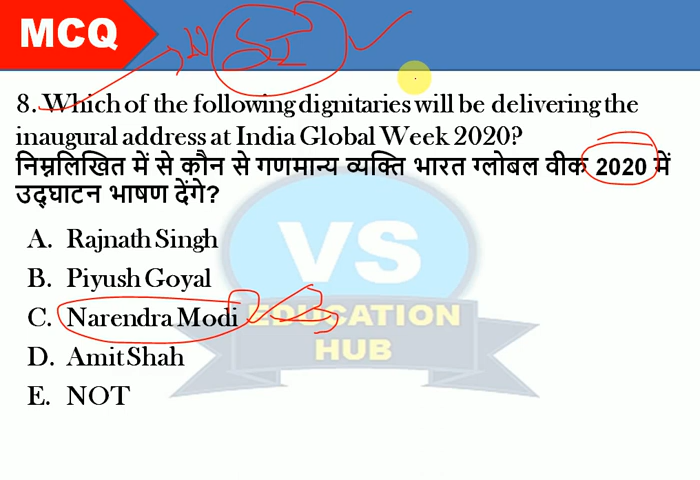 MCQ
SI
8. Which of the following dignitaries will be delivering the
inaugural address at India Global Week 2020?
निम्नलिखित में से कौन से गणमान्य व्यक्ति भारत ग्लोबल वीक 2020 में
उद्घाटन भाषण देंगे?
A. Rajnath Singh
B. Piyush Goyal
C. Narendra Modi
D. Amit Shah
E. NOT
VS
EDUCATION
HUB